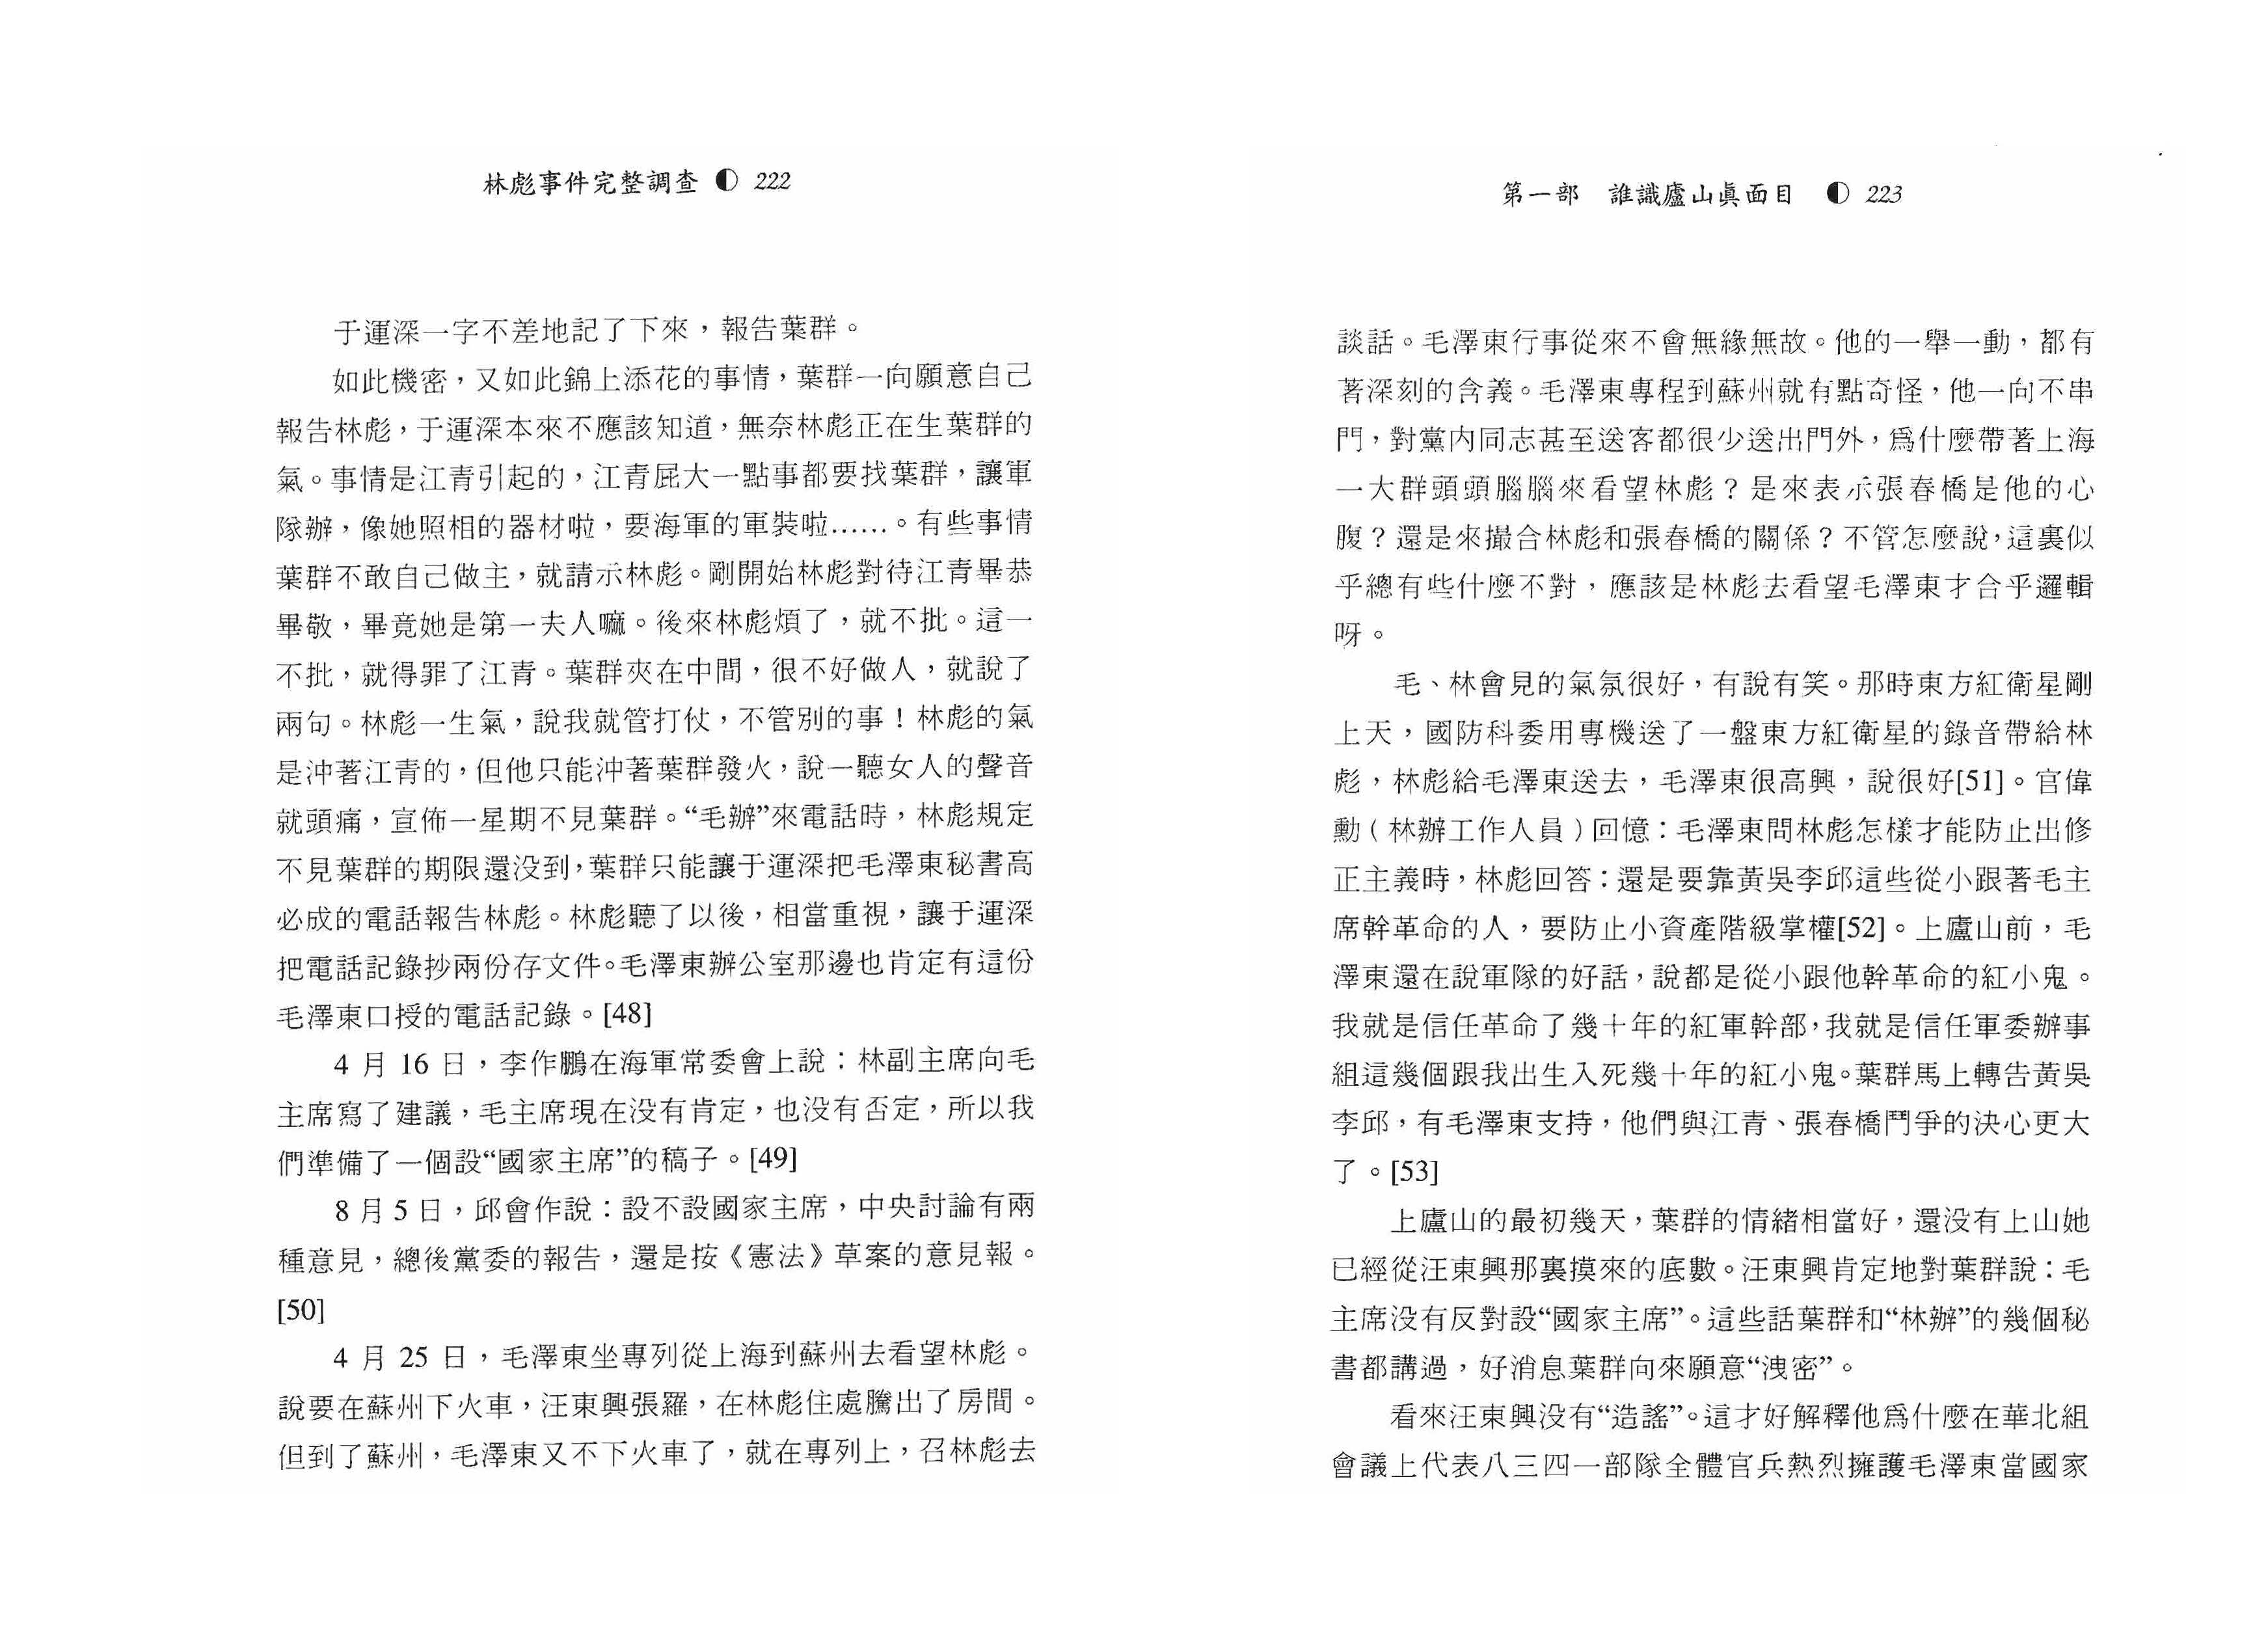 林彪事件完整調查 ◐ 222
于運深一字不差地記了下來，報告葉群。
如此機密，又如此錦上添花的事情，葉群一向願意自己
報告林彪，于運深本來不應該知道，無奈林彪正在生葉群的
氣。事情是江青引起的，江青屁大一點事都要找葉群，讓軍
隊辦，像她照相的器材啦，要海軍的軍裝啦……。有些事情
葉群不敢自己做主，就請示林彪。剛開始林彪對待江青畢恭
畢敬，畢竟她是第一夫人嘛。後來林彪煩了，就不批。這一
不批，就得罪了江青。葉群夾在中間，很不好做人，就說了
兩句。林彪一生氣，說我就管打仗，不管別的事！林彪的氣
是沖著江青的，但他只能沖著葉群發火，說一聽女人的聲音
就頭痛，宣佈一星期不見葉群。“毛辦”來電話時，林彪規定
不見葉群的期限還没到，葉群只能讓于運深把毛澤東秘書高
必成的電話報告林彪。林彪聽了以後，相當重視，讓于運深
把電話記錄抄兩份存文件。毛澤東辦公室那邊也肯定有這份
毛澤東口授的電話記錄。[48]
4 月 16 日，李作鵬在海軍常委會上說：林副主席向毛
主席寫了建議，毛主席現在没有肯定，也没有否定，所以我
們準備了一個設“國家主席”的稿子。[49]
8 月 5 日，邱會作說：設不設國家主席，中央討論有兩
種意見，總後黨委的報告，還是按《憲法》草案的意見報。
[50]
4 月 25 日，毛澤東坐專列從上海到蘇州去看望林彪。
說要在蘇州下火車，汪東興張羅，在林彪住處騰出了房間。
但到了蘇州，毛澤東又不下火車了，就在專列上，召林彪去
第一部　誰識廬山真面目 ◐ 223
談話。毛澤東行事從來不會無緣無故。他的一舉一動，都有
著深刻的含義。毛澤東專程到蘇州就有點奇怪，他一向不串
門，對黨内同志甚至送客都很少送出門外，爲什麼帶著上海
一大群頭頭腦腦來看望林彪？是來表示張春橋是他的心
腹？還是來撮合林彪和張春橋的關係？不管怎麼說，這裏似
乎總有些什麼不對，應該是林彪去看望毛澤東才合乎邏輯
呀。
毛、林會見的氣氛很好，有說有笑。那時東方紅衛星剛
上天，國防科委用專機送了一盤東方紅衛星的錄音帶給林
彪，林彪給毛澤東送去，毛澤東很高興，說很好[51]。官偉
勳（林辦工作人員）回憶：毛澤東問林彪怎樣才能防止出修
正主義時，林彪回答：還是要靠黃吳李邱這些從小跟著毛主
席幹革命的人，要防止小資產階級掌權[52]。上廬山前，毛
澤東還在說軍隊的好話，說都是從小跟他幹革命的紅小鬼。
我就是信任革命了幾十年的紅軍幹部，我就是信任軍委辦事
組這幾個跟我出生入死幾十年的紅小鬼。葉群馬上轉告黃吳
李邱，有毛澤東支持，他們與江青、張春橋鬥爭的決心更大
了。[53]
上廬山的最初幾天，葉群的情緒相當好，還没有上山她
已經從汪東興那裏摸來的底數。汪東興肯定地對葉群說：毛
主席没有反對設“國家主席”。這些話葉群和“林辦”的幾個秘
書都講過，好消息葉群向來願意“洩密”。
看來汪東興没有“造謠”。這才好解釋他爲什麼在華北組
會議上代表八三四一部隊全體官兵熱烈擁護毛澤東當國家